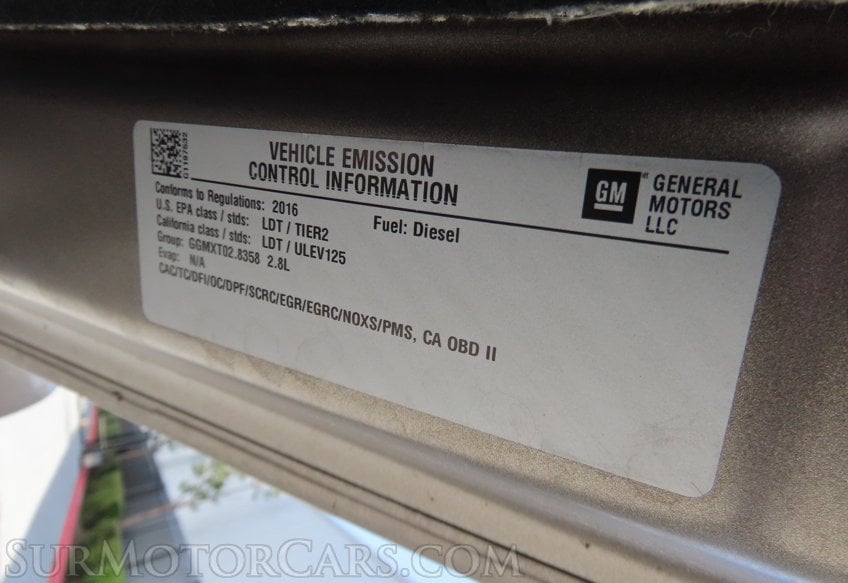 G1197632
VEHICLE EMISSION
CONTROL INFORMATION
GM
GENERAL
MOTORS
LLC
Conforms to Regulations: 2016
Fuel: Diesel
U.S. EPA class / stds: LDT / TIER2
California class / stds: LDT / ULEV125
Group: GGMXT02.8358 2.8L
Evap: N/A
CAC/TC/DFI/OC/DPF/SCRC/EGR/EGRC/NOXS/PMS, CA OBD II
SURMOTORCARS.COM